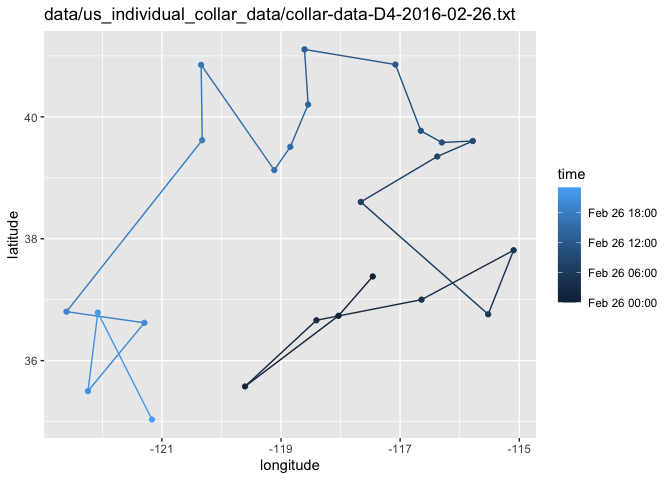 data/us_individual_collar_data/collar-data-D4-2016-02-26.txt
40
38
36
latitude
-121
-119
-117
-115
longitude
time
Feb 26 18:00
Feb 26 12:00
Feb 26 06:00
Feb 26 00:00